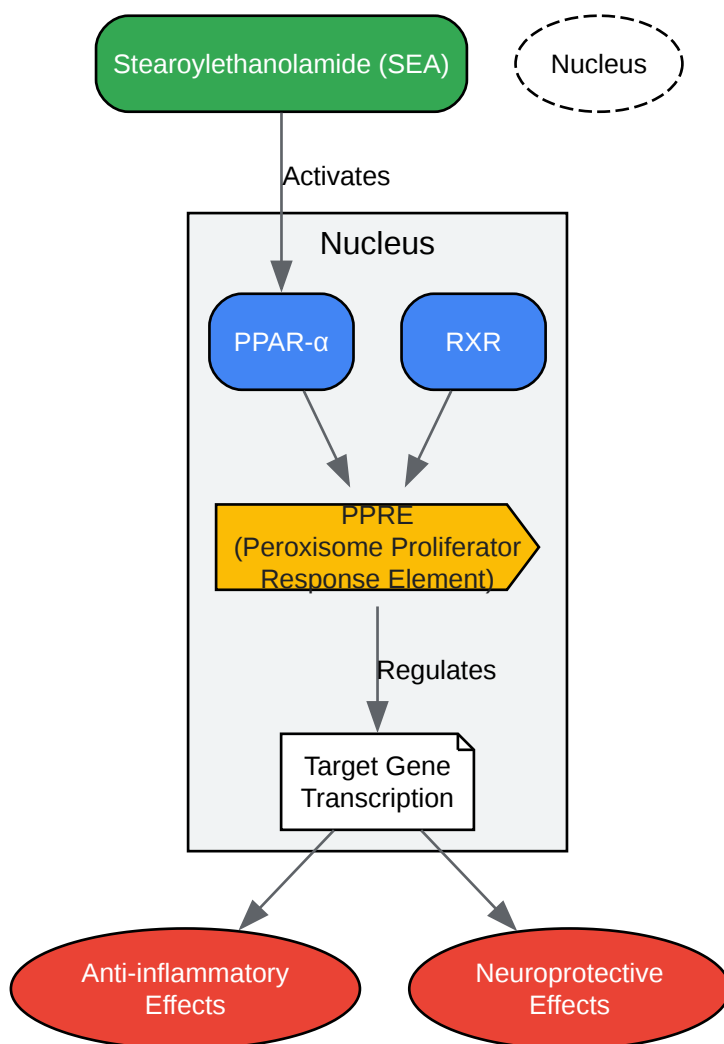 Stearoylethanolamide (SEA)
Nucleus
Activates
Nucleus
PPAR-α
RXR
PPRE
(Peroxisome Proliferator
Response Element)
Regulates
Target Gene
Transcription
Anti-inflammatory
Effects
Neuroprotective
Effects